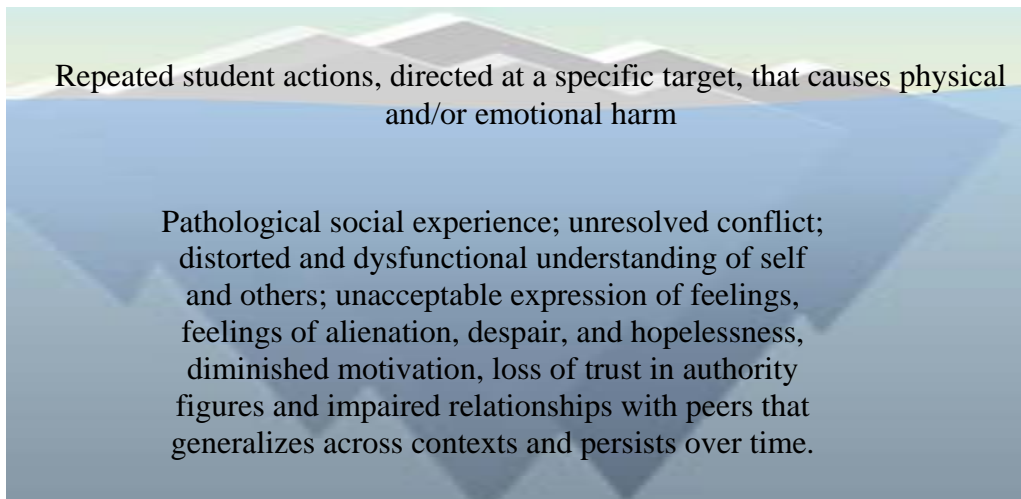 Repeated student actions, directed at a specific target, that causes physical
and/or emotional harm
Pathological social experience; unresolved conflict;
distorted and dysfunctional understanding of self
and others; unacceptable expression of feelings,
feelings of alienation, despair, and hopelessness,
diminished motivation, loss of trust in authority
figures and impaired relationships with peers that
generalizes across contexts and persists over time.